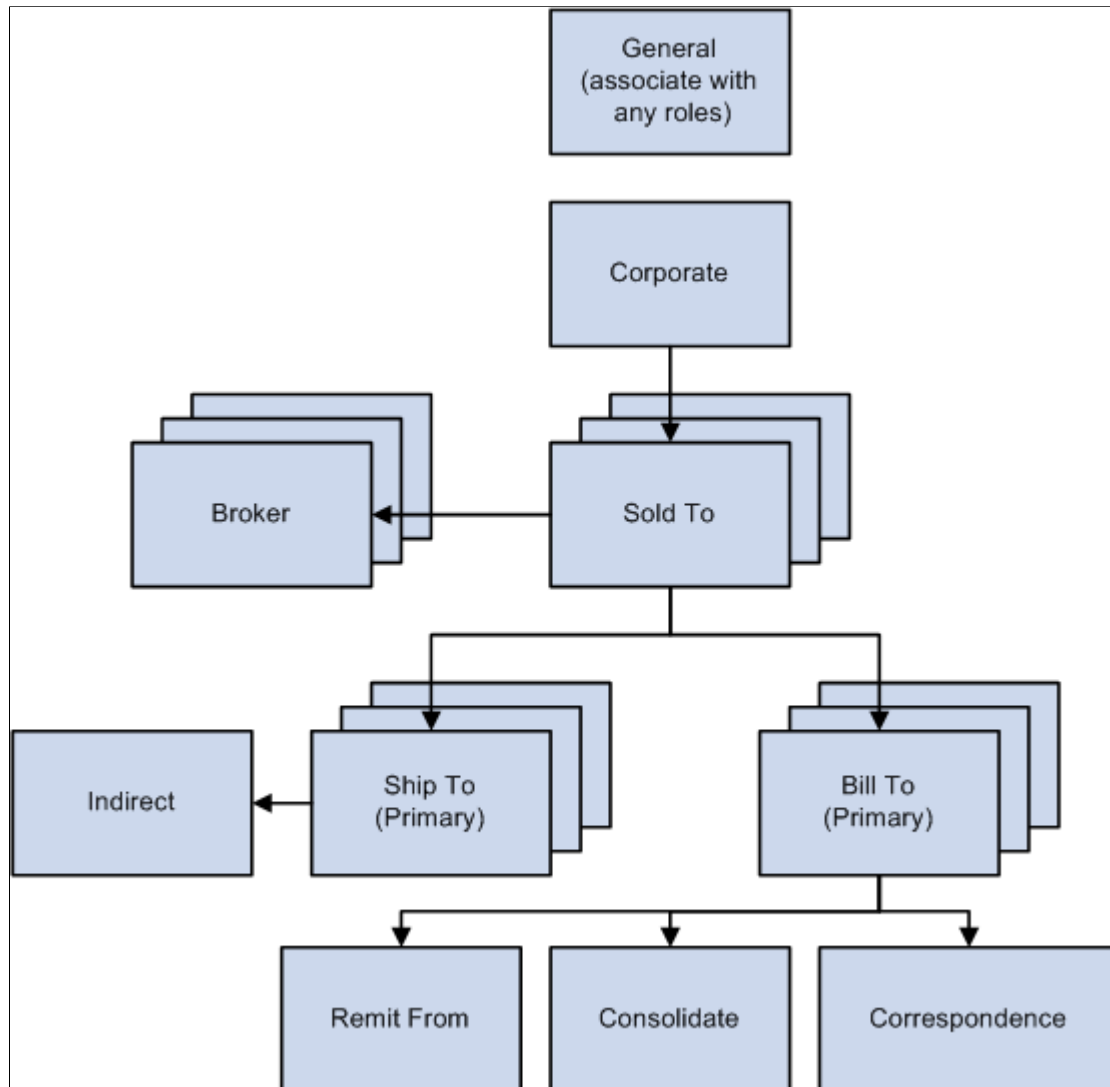 General
(associate with
any roles)
Corporate
Broker
Sold To
Indirect
Ship To
(Primary)
Bill To
(Primary)
Remit From
Consolidate
Correspondence